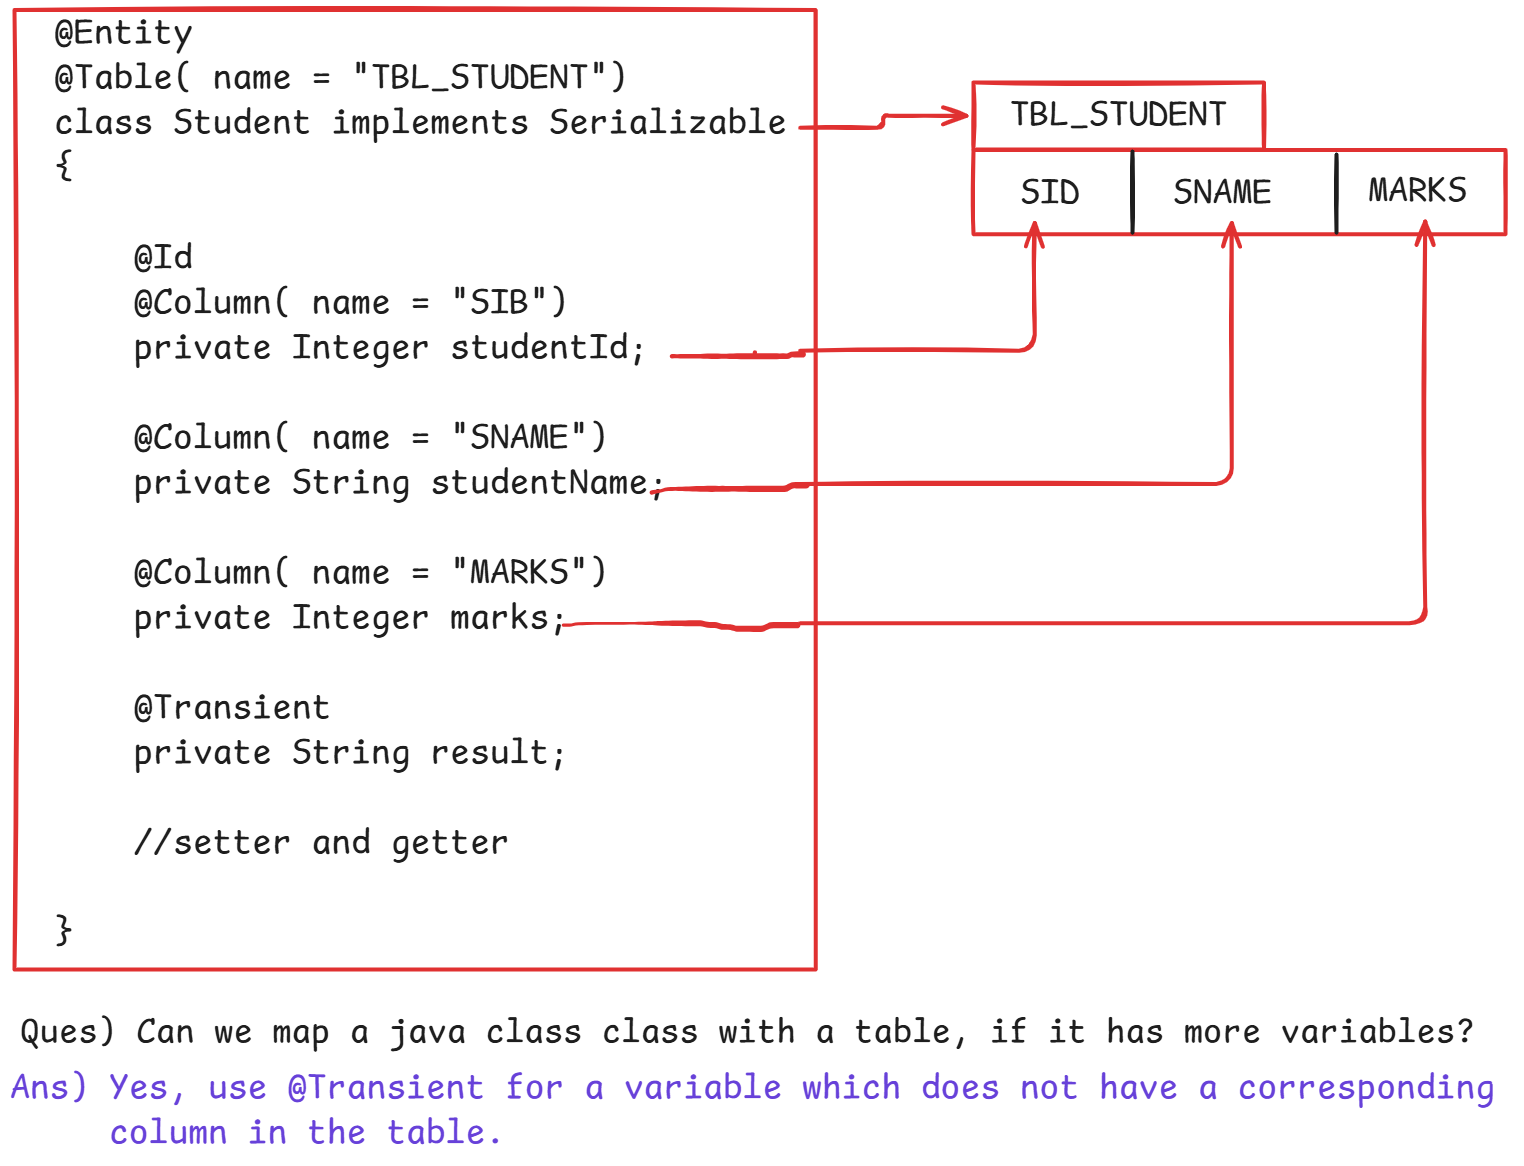 @Entity
@Table( name = "TBL_STUDENT")
class Student implements Serializable
{
@Id
@Column( name = "SIB")
private Integer studentId;
@Column( name = "SNAME")
private String studentName;
@Column( name = "MARKS")
private Integer marks;
@Transient
private String result;
//setter and getter
}
TBL_STUDENT
SID SNAME MARKS
Ques) Can we map a java class class with a table, if it has more variables?
Ans) Yes, use @Transient for a variable which does not have a corresponding
column in the table.